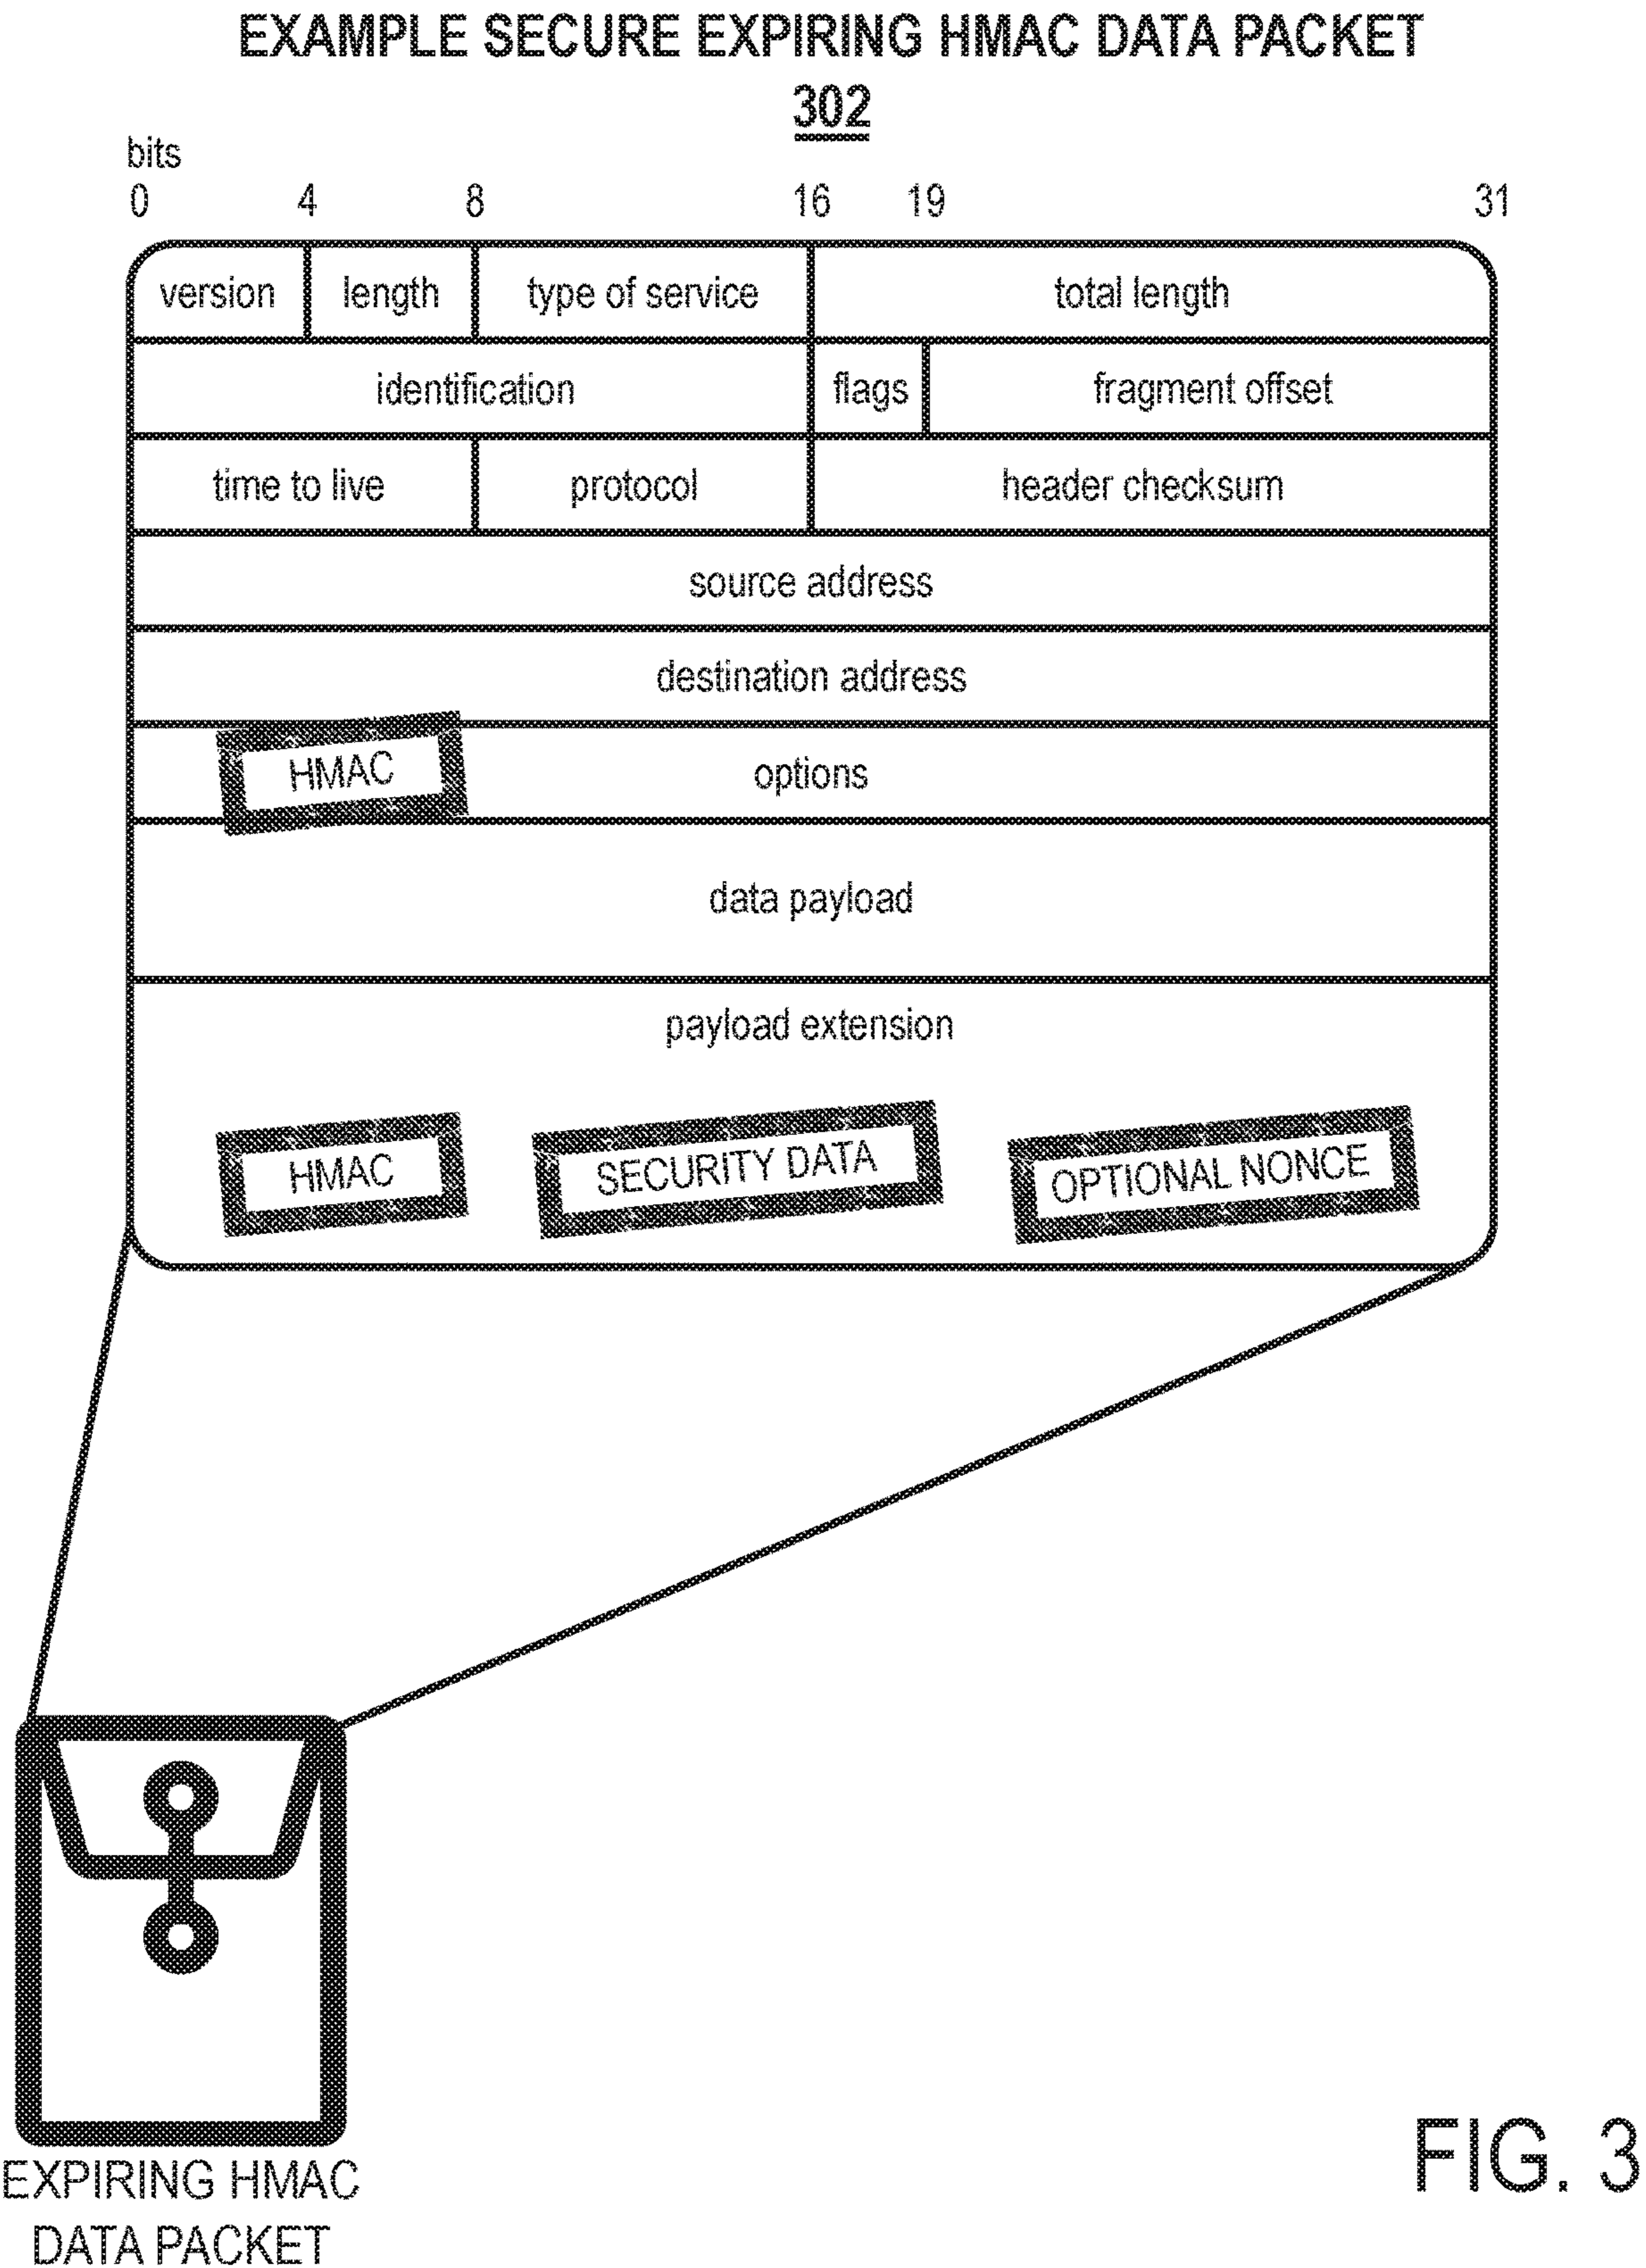 EXAMPLE SECURE EXPIRING HMAC DATA PACKET
302
bits
0 4 8 16 19 31
version length type of service total length
identification flags fragment offset
time to live protocol header checksum
source address
destination address
HMAC options
data payload
payload extension
HMAC SECURITY DATA OPTIONAL NONCE
EXPIRING HMAC
DATA PACKET
FIG. 3